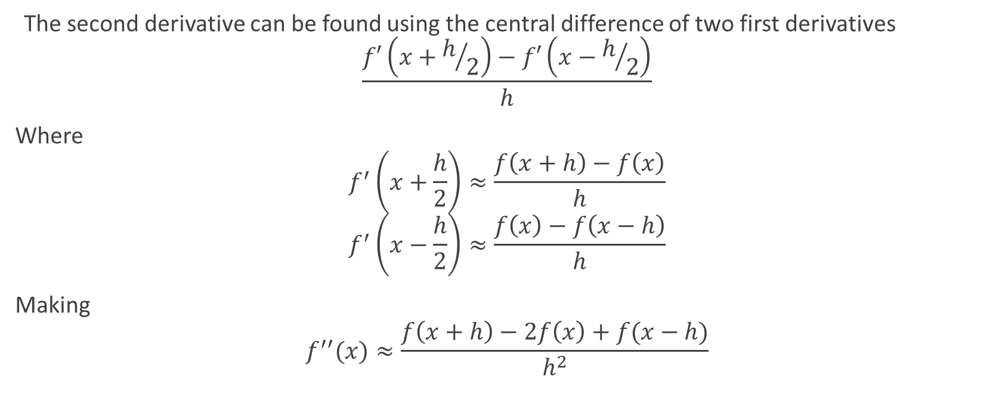 The second derivative can be found using the central difference of two first derivatives
\frac{f'\left(x + {}^{h}/_{2}\right) - f'\left(x - {}^{h}/_{2}\right)}{h}
Where
f'\left(x + \frac{h}{2}\right) \approx \frac{f(x + h) - f(x)}{h}
f'\left(x - \frac{h}{2}\right) \approx \frac{f(x) - f(x - h)}{h}
Making
f''(x) \approx \frac{f(x + h) - 2f(x) + f(x - h)}{h^2}